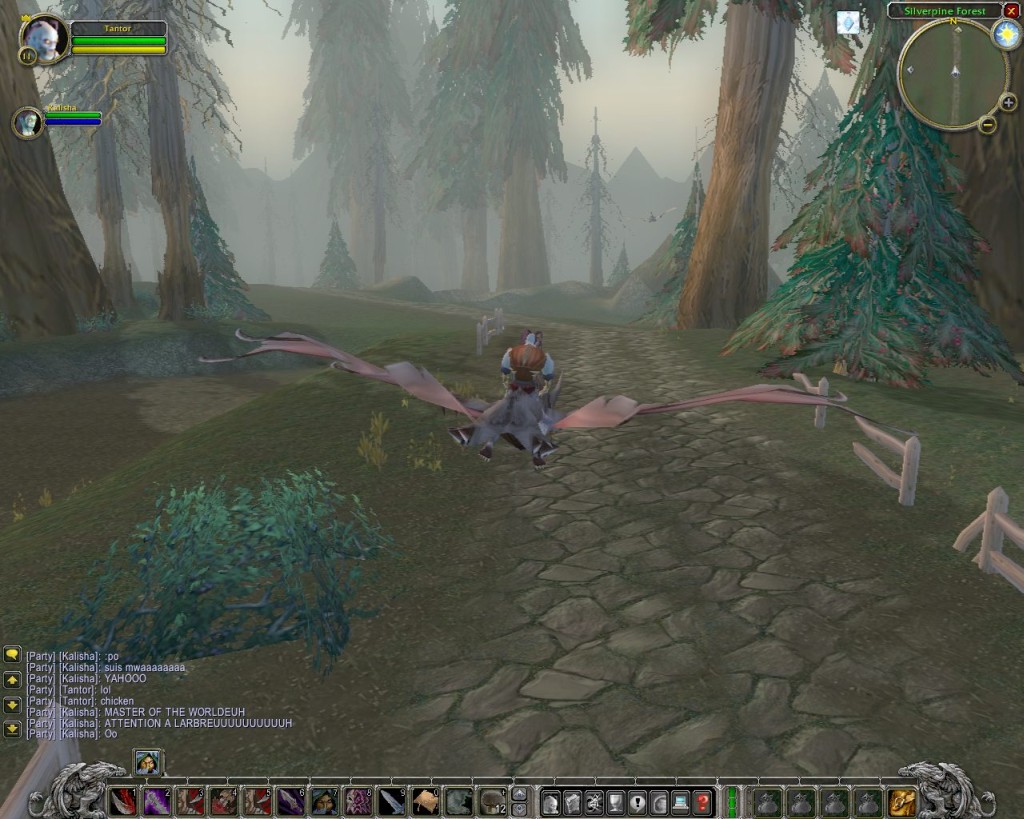 Tantor
Kalisha
Silverpine Forest
N
[Party] [Kalisha]: :po
[Party] [Kalisha]: suis mwaaaaaaaa
[Party] [Kalisha]: YAHOOO
[Party] [Tantor]: lol
[Party] [Tantor]: chicken
[Party] [Kalisha]: MASTER OF THE WORLDEUH
[Party] [Kalisha]: ATTENTION A LARBREUUUUUUUUUUH
[Party] [Kalisha]: Oo
12